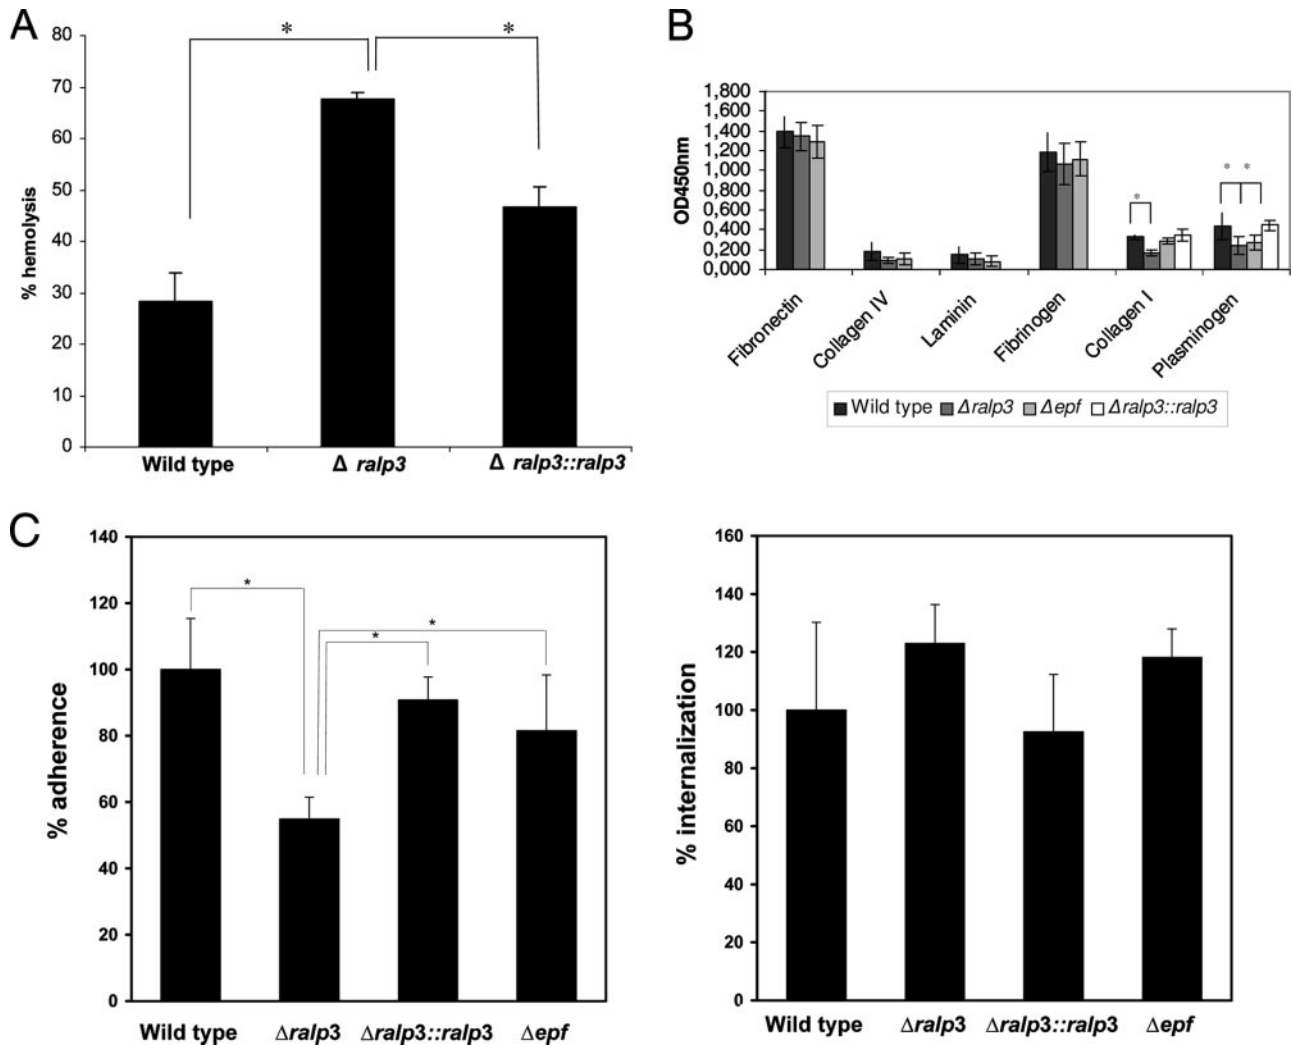 A
80
70
60
50
40
30
20
10
0
% hemolysis
* *
Wild type Δ ralp3 Δ ralp3::ralp3
B
1,800
1,600
1,400
1,200
1,000
0,800
0,600
0,400
0,200
0,000
OD450nm
* * *
Fibronectin
Collagen IV
Laminin
Fibrinogen
Collagen I
Plasminogen
Wild type Δralp3 Δepf Δralp3::ralp3
C
140
120
100
80
60
40
20
0
% adherence
* * *
Wild type Δralp3 Δralp3::ralp3 Δepf
160
140
120
100
80
60
40
20
0
% internalization
Wild type Δralp3 Δralp3::ralp3 Δepf